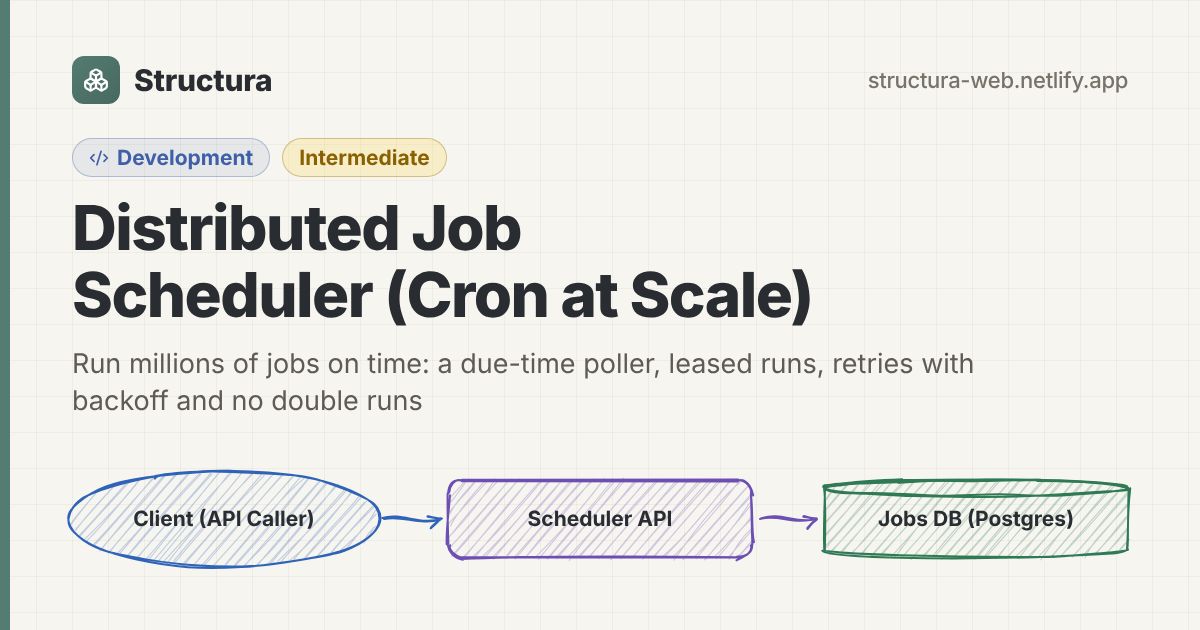 Structura
structura-web.netlify.app
</> Development
Intermediate
Distributed Job
Scheduler (Cron at Scale)
Run millions of jobs on time: a due-time poller, leased runs, retries with
backoff and no double runs
Client (API Caller)
Scheduler API
Jobs DB (Postgres)